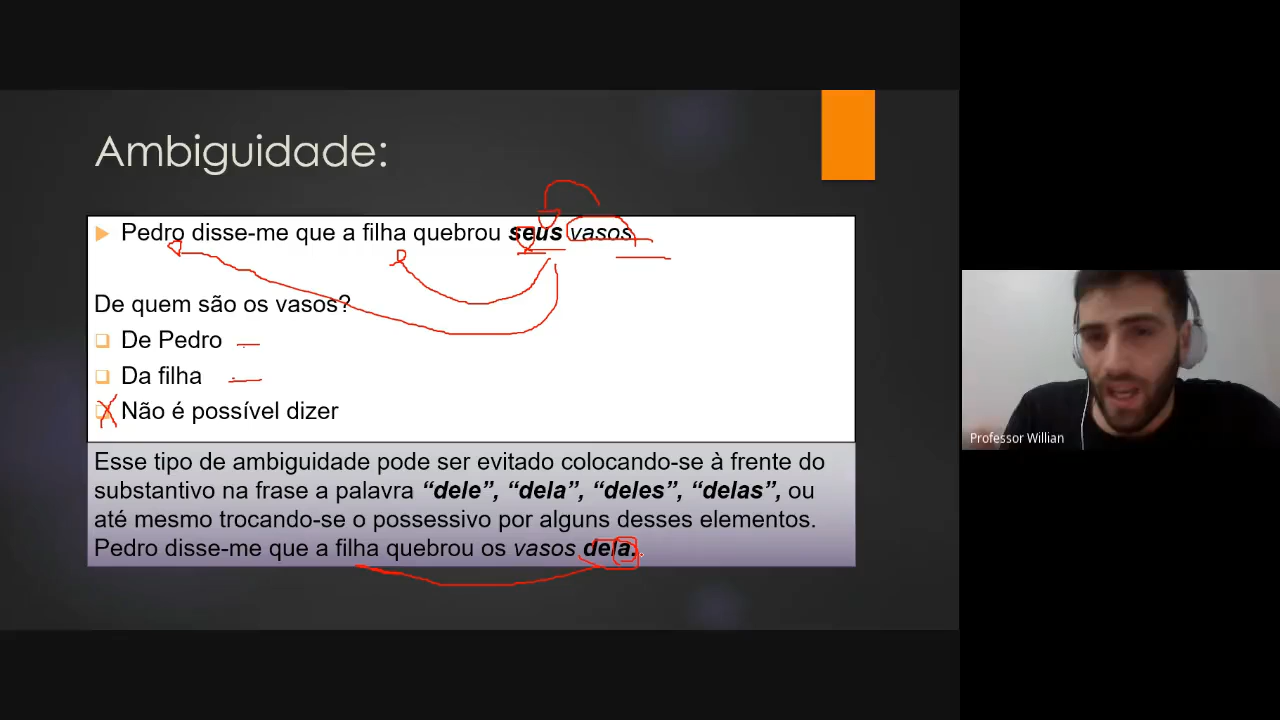 Ambiguidade:
Pedro disse-me que a filha quebrou seus vasos
De quem são os vasos?
De Pedro
Da filha
Não é possível dizer
Esse tipo de ambiguidade pode ser evitado colocando-se à frente do
substantivo na frase a palavra “dele”, “dela”, “deles”, “delas”, ou
até mesmo trocando-se o possessivo por alguns desses elementos.
Pedro disse-me que a filha quebrou os vasos dela.
Professor Willian